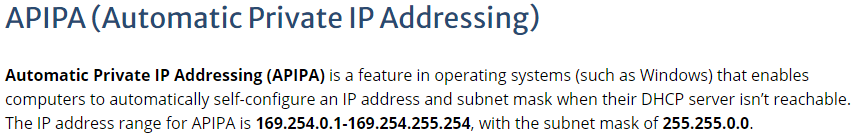 APIPA (Automatic Private IP Addressing)
Automatic Private IP Addressing (APIPA) is a feature in operating systems (such as Windows) that enables
computers to automatically self-configure an IP address and subnet mask when their DHCP server isn’t reachable.
The IP address range for APIPA is 169.254.0.1-169.254.255.254, with the subnet mask of 255.255.0.0.